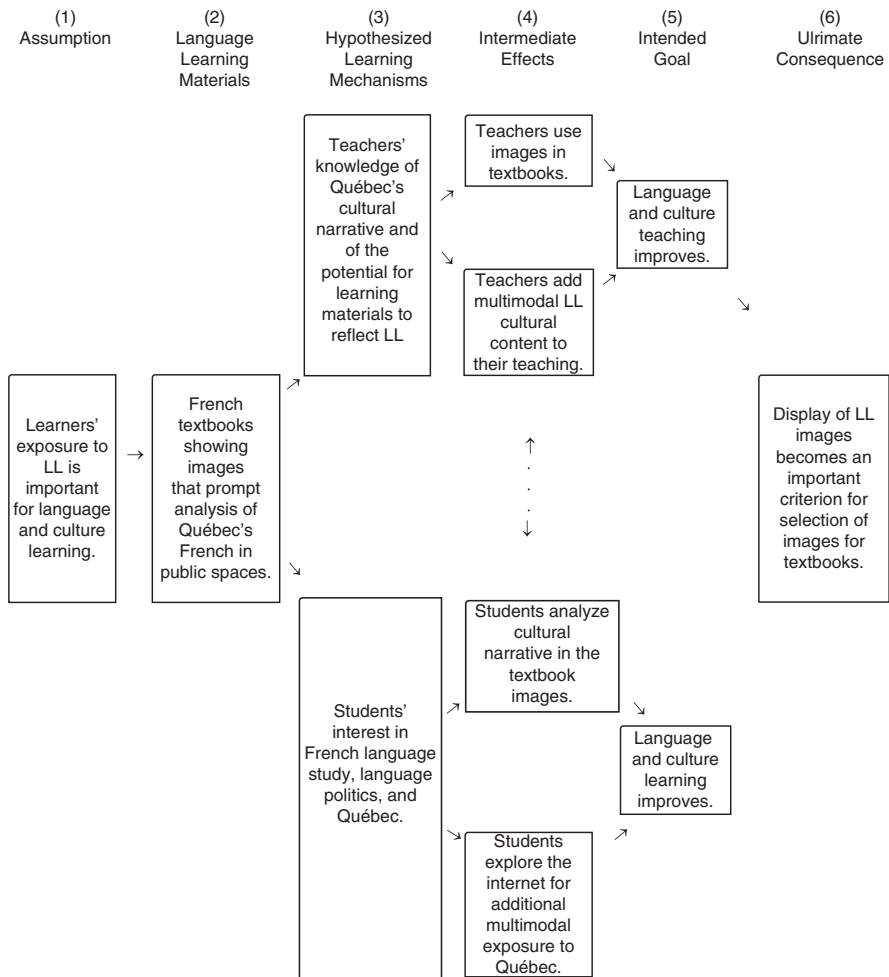 (1)
Assumption
(2)
Language
Learning
Materials
(3)
Hypothesized
Learning
Mechanisms
(4)
Intermediate
Effects
(5)
Intended
Goal
(6)
Ulrimate
Consequence
Learners'
exposure to
LL is
important
for language
and culture
learning.
→
French
textbooks
showing
images
that prompt
analysis of
Québec's
French in
public spaces.
↗
↘
Teachers'
knowledge of
Québec's
cultural
narrative and
of the
potential for
learning
materials to
reflect LL
↗
↘
Teachers use
images in
textbooks.
↘
Teachers add
multimodal LL
cultural
content to
their teaching.
↗
Language
and culture
teaching
improves.
↘
↑
.
.
.
.
↓
Students'
interest in
French language
study, language
politics, and
Québec.
↗
↘
Students analyze
cultural
narrative in the
textbook
images.
↘
Students
explore the
internet for
additional
multimodal
exposure to
Québec.
↗
Language
and culture
learning
improves.
Display of LL
images
becomes an
important
criterion for
selection of
images for
textbooks.